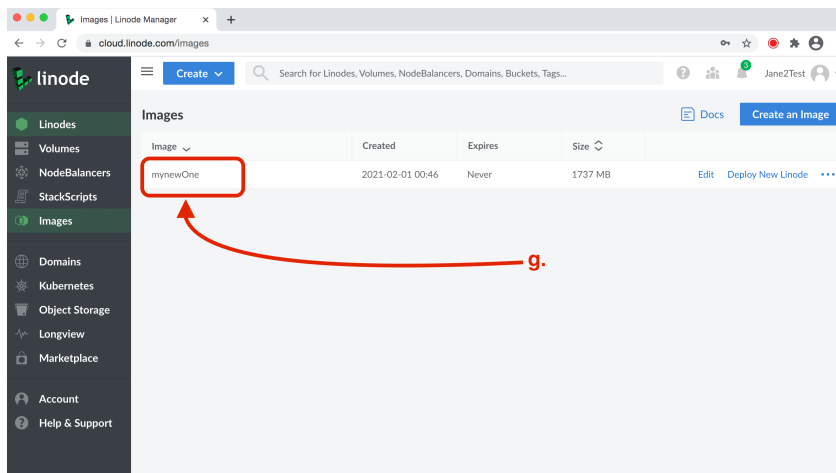 Images | Linode Manager × +
cloud.linode.com/images
linode
Create
Search for Linodes, Volumes, NodeBalancers, Domains, Buckets, Tags...
3
Jane2Test
Linodes
Volumes
NodeBalancers
StackScripts
Images
Domains
Kubernetes
Object Storage
Longview
Marketplace
Account
Help & Support
Images
Docs
Create an Image
Image Created Expires Size
mynewOne 2021-02-01 00:46 Never 1737 MB Edit Deploy New Linode ...
g.